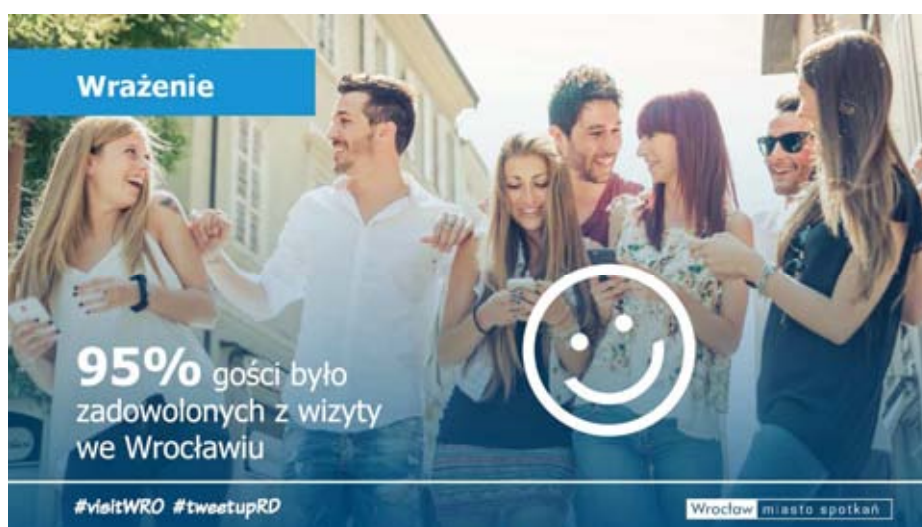 Wrażenie
95% gości było
zadowolonych z wizyty
we Wrocławiu
#visitWRO #tweetupRD
Wrocław miasto spotkań